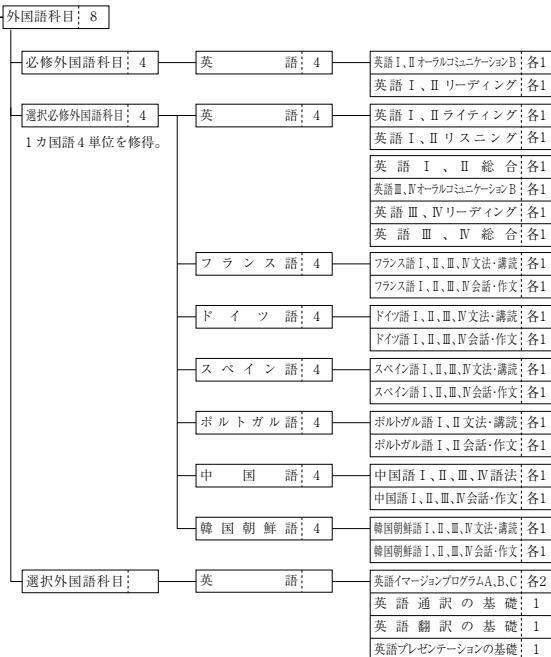 外国語科目 8
必修外国語科目 4 英語 4 英語Ⅰ、Ⅱオーラルコミュニケーション B 各1
英語Ⅰ、Ⅱリーディング 各1
選択必修外国語科目 4 英語 4 英語Ⅰ、Ⅱライティング 各1
1カ国語4単位を修得。 英語Ⅰ、Ⅱリスニング 各1
英語Ⅰ、Ⅱ総合 各1
英語Ⅲ、Ⅳオーラルコミュニケーション B 各1
英語Ⅲ、Ⅳリーディング 各1
英語Ⅲ、Ⅳ総合 各1
フランス語 4 フランス語Ⅰ、Ⅱ、Ⅲ、Ⅳ文法・講読 各1
フランス語Ⅰ、Ⅱ、Ⅲ、Ⅳ会話・作文 各1
ドイツ語 4 ドイツ語Ⅰ、Ⅱ、Ⅲ、Ⅳ文法・講読 各1
ドイツ語Ⅰ、Ⅱ、Ⅲ、Ⅳ会話・作文 各1
スペイン語 4 スペイン語Ⅰ、Ⅱ、Ⅲ、Ⅳ文法・講読 各1
スペイン語Ⅰ、Ⅱ、Ⅲ、Ⅳ会話・作文 各1
ポルトガル語 4 ポルトガル語Ⅰ、Ⅱ文法・講読 各1
ポルトガル語Ⅰ、Ⅱ会話・作文 各1
中国語 4 中国語Ⅰ、Ⅱ、Ⅲ、Ⅳ語法 各1
中国語Ⅰ、Ⅱ、Ⅲ、Ⅳ会話・作文 各1
韓国朝鮮語 4 韓国朝鮮語Ⅰ、Ⅱ、Ⅲ、Ⅳ文法・講読 各1
韓国朝鮮語Ⅰ、Ⅱ、Ⅲ、Ⅳ会話・作文 各1
選択外国語科目 英語 英語イマージョンプログラムA、B、C 各2
英語通訳の基礎 1
英語翻訳の基礎 1
英語プレゼンテーションの基礎 1